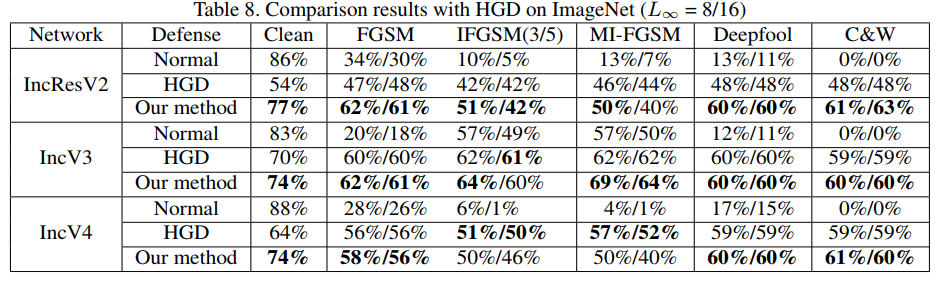 Table 8. Comparison results with HGD on ImageNet (L∞ = 8/16)
Network Defense Clean FGSM IFGSM(3/5) MI-FGSM Deepfool C&W
Normal 86% 34%/30% 10%/5% 13%/7% 13%/11% 0%/0%
IncResV2 HGD 54% 47%/48% 42%/42% 46%/44% 48%/48% 48%/48%
Our method 77% 62%/61% 51%/42% 50%/40% 60%/60% 61%/63%
Normal 83% 20%/18% 57%/49% 57%/50% 12%/11% 0%/0%
IncV3 HGD 70% 60%/60% 62%/61% 62%/62% 60%/60% 59%/59%
Our method 74% 62%/61% 64%/60% 69%/64% 60%/60% 60%/60%
Normal 88% 28%/26% 6%/1% 4%/1% 17%/15% 0%/0%
IncV4 HGD 64% 56%/56% 51%/50% 57%/52% 59%/59% 59%/59%
Our method 74% 58%/56% 50%/46% 50%/40% 60%/60% 61%/60%